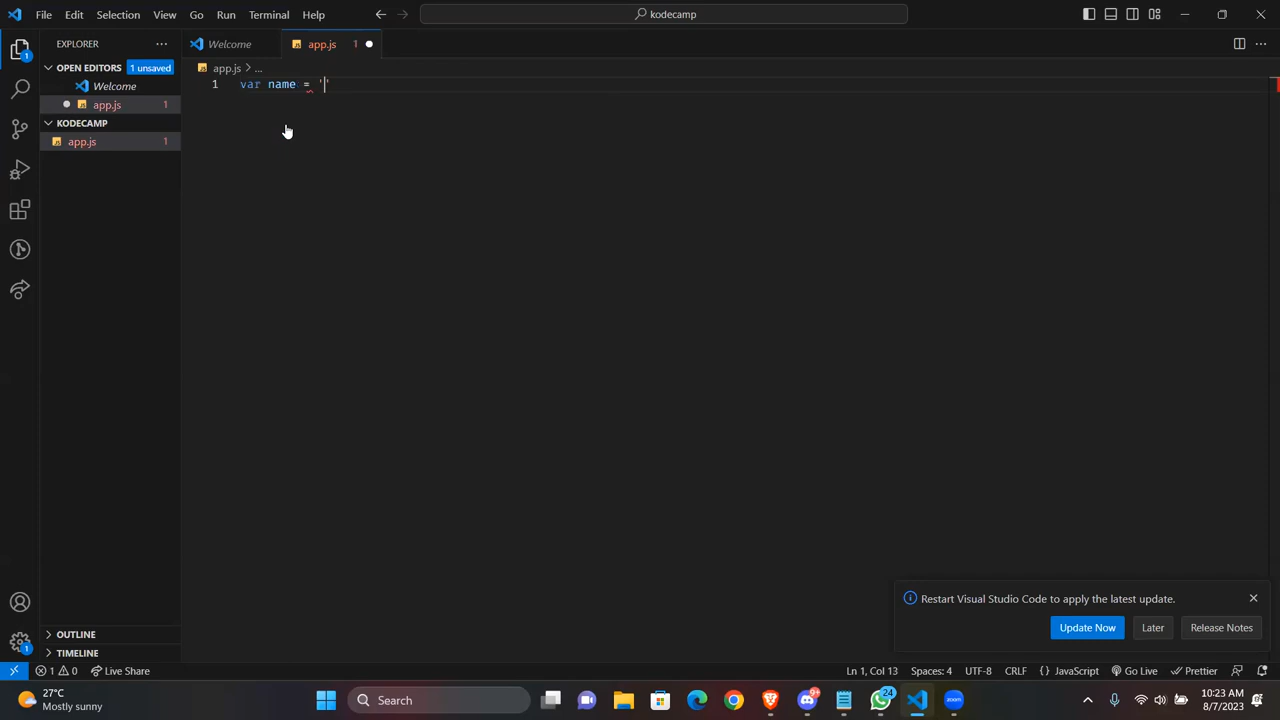 File Edit Selection View Go Run Terminal Help
kodecamp
EXPLORER
Welcome
app.js 1
OPEN EDITORS 1 unsaved
app.js > ...
Welcome
1 var name = ''
app.js 1
KODECAMP
app.js 1
1
Restart Visual Studio Code to apply the latest update.
Update Now Later Release Notes
OUTLINE
1
TIMELINE
1 0 Live Share
Ln 1, Col 13 Spaces: 4 UTF-8 CRLF {} JavaScript Go Live Prettier
27°C
Mostly sunny
Search
24
10:23 AM
8/7/2023